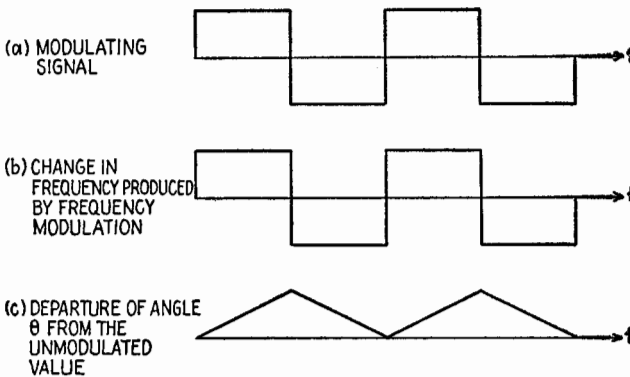 (a) MODULATING
SIGNAL
t
(b) CHANGE IN
FREQUENCY PRODUCED
BY FREQUENCY
MODULATION
t
(c) DEPARTURE OF ANGLE
θ FROM THE
UNMODULATED
VALUE
t